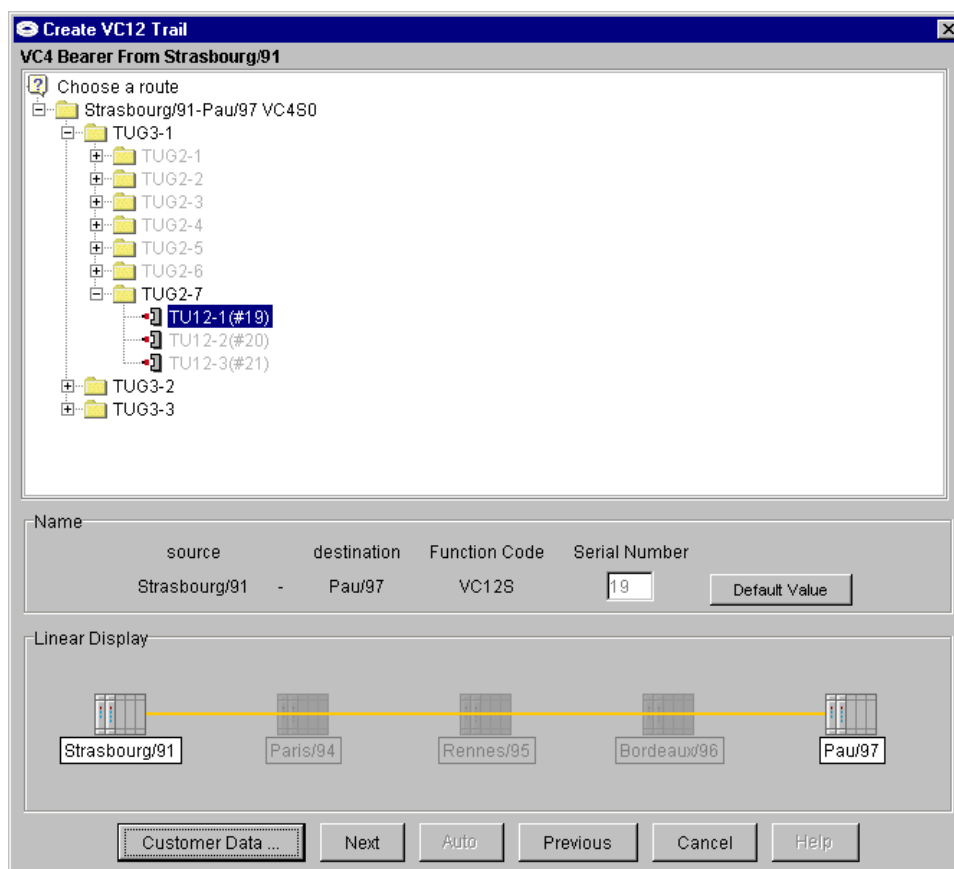 Create VC12 Trail
VC4 Bearer From Strasbourg/91
Choose a route
Strasbourg/91-Pau/97 VC4S0
TUG3-1
TUG2-1
TUG2-2
TUG2-3
TUG2-4
TUG2-5
TUG2-6
TUG2-7
TU12-1(#19)
TU12-2(#20)
TU12-3(#21)
TUG3-2
TUG3-3
Name
source destination Function Code Serial Number
Strasbourg/91 - Pau/97 VC12S 19 Default Value
Linear Display
Strasbourg/91 Paris/94 Rennes/95 Bordeaux/96 Pau/97
Customer Data ... Next Auto Previous Cancel Help